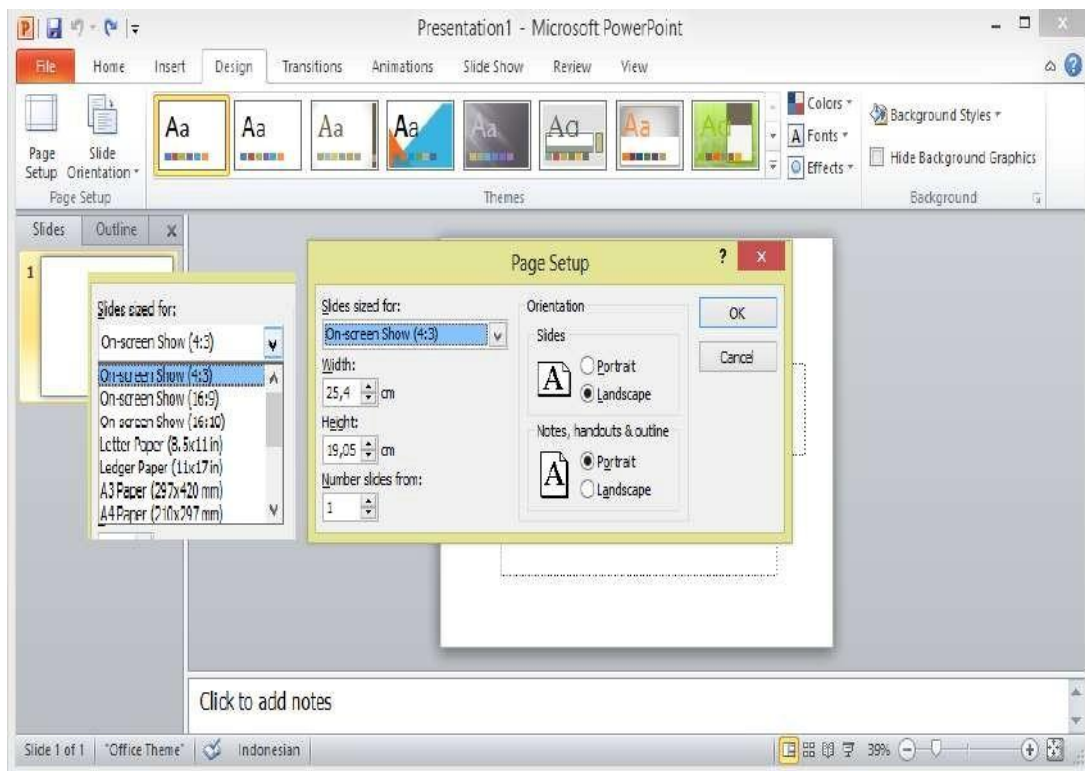 Presentation1 - Microsoft PowerPoint
File Home Insert Design Transitions Animations Slide Show Review View
Page Setup
Slide Orientation
Aa Aa Aa Aa Aa Aa Aa Aa
Colors
Fonts
Effects
Background Styles
Hide Background Graphics
Page Setup Themes Background
Slides Outline
1
Slides sized for:
On-screen Show (4:3)
On-screen Show (4:3)
On-screen Show (16:9)
On screen Show (16:10)
Letter Paper (8.5x11 in)
Ledger Paper (11x17 in)
A3 Paper (297x420 mm)
A4 Paper (210x297 mm)
Page Setup
Slides sized for:
On-screen Show (4:3)
Width:
25,4 cm
Height:
19,05 cm
Number slides from:
1
Orientation
Slides
A
Portrait
Landscape
Notes, handouts & outline
A
Portrait
Landscape
OK
Cancel
Click to add notes
Slide 1 of 1 "Office Theme" Indonesian 39%